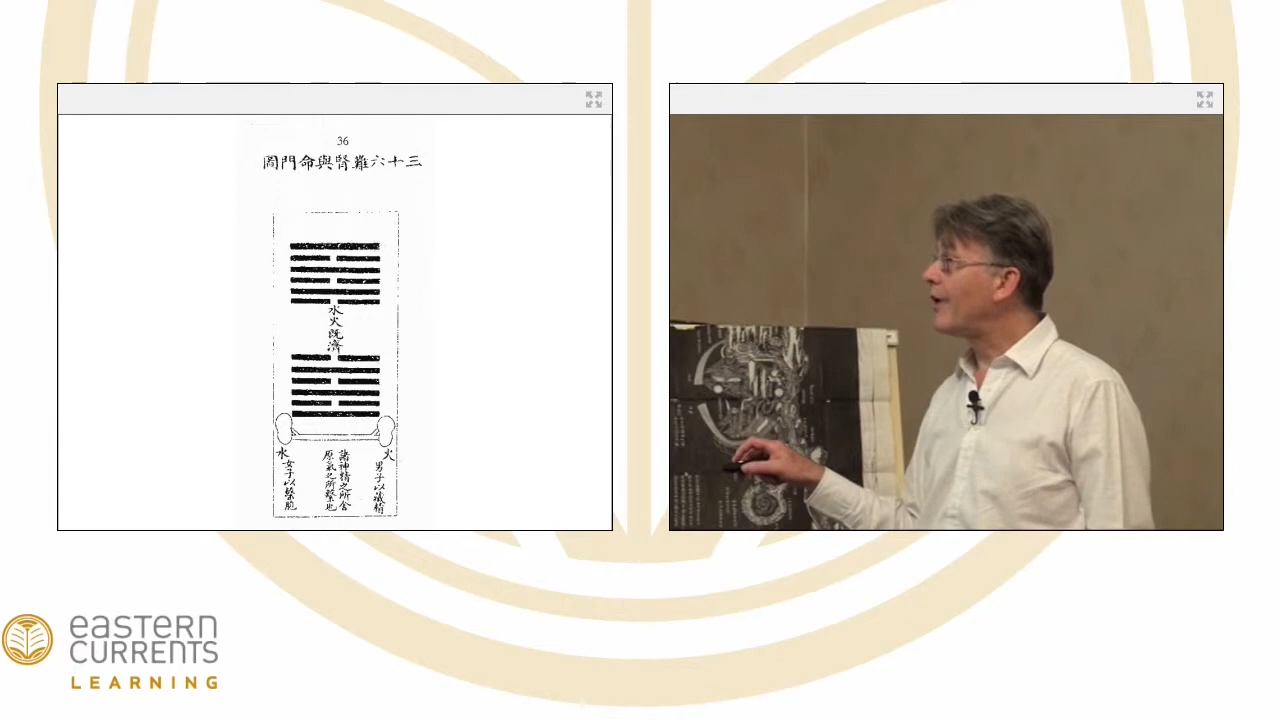 36
三十六難腎與命門圖
水火既濟
火
男子以藏精
諸神精之所舍
原氣之所繫也
水
女子以繫胞
eastern
CURRENTS
LEARNING